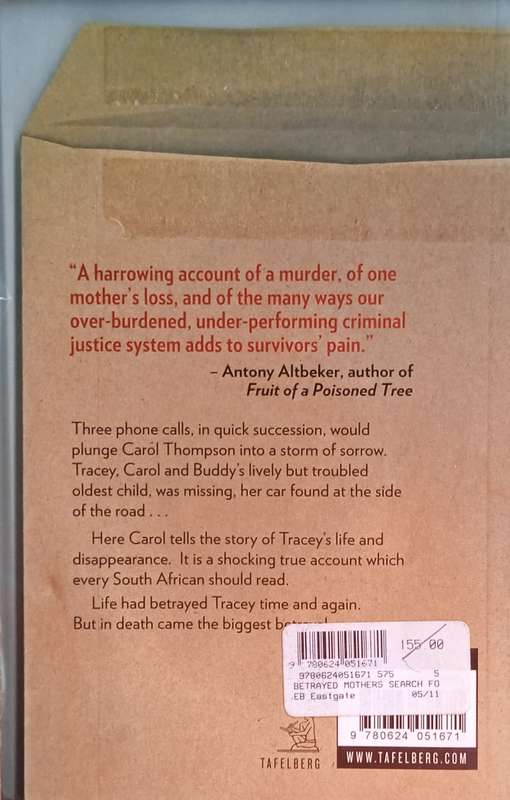 “A harrowing account of a murder, of one
mother’s loss, and of the many ways our
over-burdened, under-performing criminal
justice system adds to survivors’ pain.”
– Antony Altbeker, author of
Fruit of a Poisoned Tree
Three phone calls, in quick succession, would
plunge Carol Thompson into a storm of sorrow.
Tracey, Carol and Buddy’s lively but troubled
oldest child, was missing, her car found at the side
of the road . . .
Here Carol tells the story of Tracey’s life and
disappearance. It is a shocking true account which
every South African should read.
Life had betrayed Tracey time and again.
But in death came the biggest
155 00
9 780624 051671
9780624051671 575 5
BETRAYED MOTHERS SEARCH FO
.EB Eastgate 05/11
9 780624 051671
TAFELBERG
WWW.TAFELBERG.COM